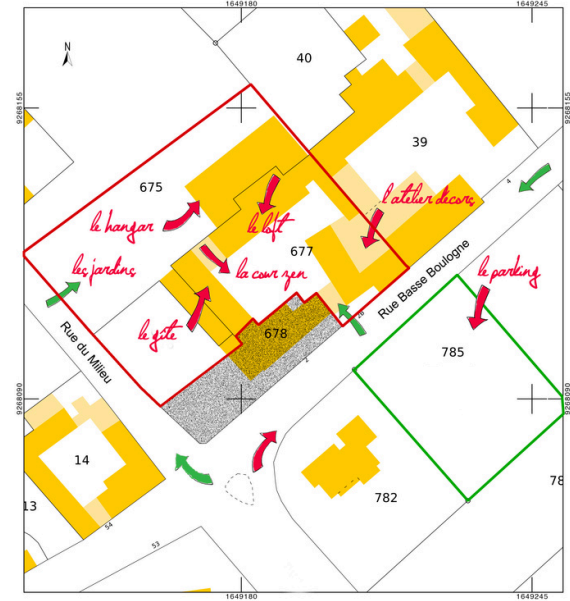 1649180
1649245
N
40
9268155
9268155
39
675
4
l'atelier décors
le hangar
le loft
677
les jardins
la cour zen
Rue Basse Boulogne
le parking
le gîte
678
Rue du Milieu
785
9268090
9268090
14
78
782
13
54
53
1649180
1649245